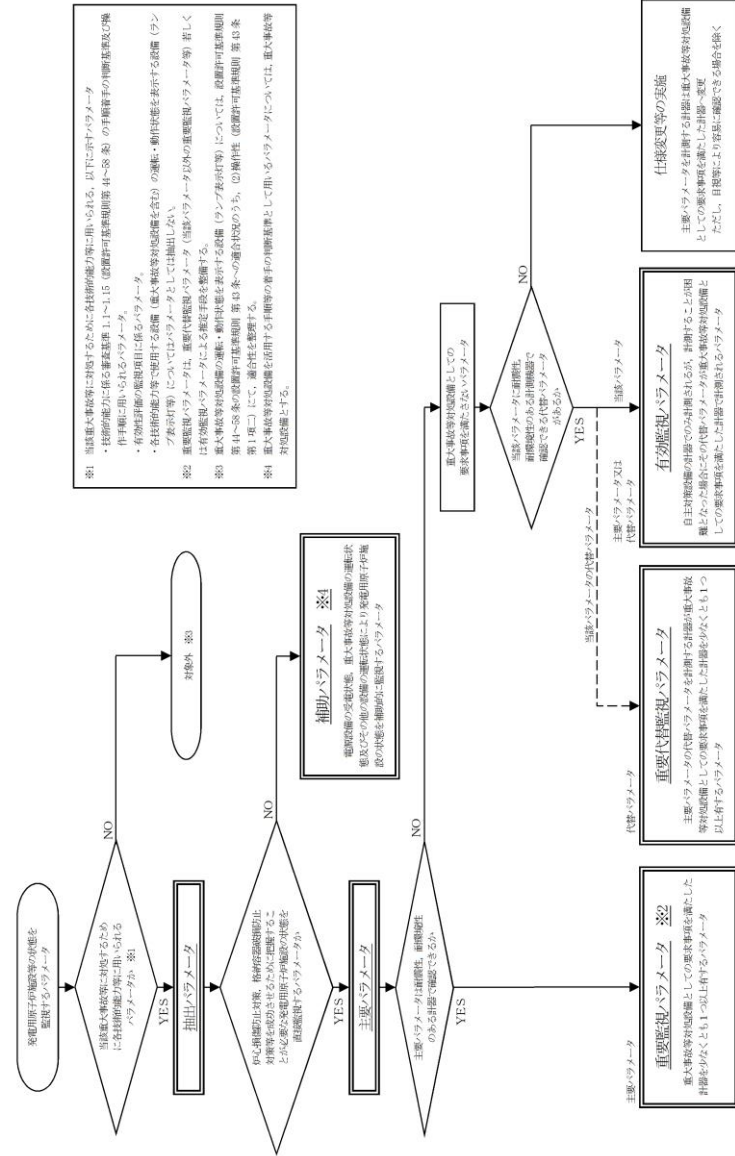 発電用原子炉施設等の状態を
監視するパラメータ
当該重大事故等に対処するため
に各技術的能力等に用いられる
パラメータか ※1
NO
対象外 ※3
YES
抽出パラメータ
炉心損傷防止対策，格納容器破損防止
対策等を成功させるために把握するこ
とが必要な発電用原子炉施設の状態を
直接監視するパラメータか
NO
補助パラメータ ※4
電源設備の受電状態，重大事故等対処設備の運転状
態及びその他の設備の運転状態により発電用原子炉施
設の状態を補助的に監視するパラメータ
YES
主要パラメータ
主要パラメータは耐震性，耐環境性
のある計器で確認できるか
NO
YES
重大事故等対処設備としての
要求事項を満たさないパラメータ
当該パラメータに耐震性，
耐環境性のある計測機器で
確認できる代替パラメータ
があるか
NO
YES
当該パラメータの代替パラメータ
当該パラメータ
主要パラメータ
重要監視パラメータ ※2
重大事故等対処設備としての要求事項を満たした
計器を少なくとも1つ以上有するパラメータ
代替パラメータ
重要代替監視パラメータ
主要パラメータの代替パラメータを計測する計器が重大事故
等対処設備としての要求事項を満たした計器を少なくとも1つ
以上有するパラメータ
主要パラメータ又は
代替パラメータ
有効監視パラメータ
自主対策設備の計器でのみ計測されるが，計測することが困
難となった場合にその代替パラメータが重大事故等対処設備と
しての要求事項を満たした計器で計測されるパラメータ
仕様変更等の実施
主要パラメータを計測する計器は重大事故等対処設備
としての要求事項を満たした計器へ変更
ただし，目視等により容易に確認できる場合を除く
※1 当該重大事故等に対処するために各技術的能力等に用いられる，以下に示すパラメータ
・技術的能力に係る審査基準 1.1～1.15（設置許可基準規則第 44～58 条）の手順着手の判断基準及び操
作手順に用いられるパラメータ。
・有効性評価の監視項目に係るパラメータ。
・各技術的能力等で使用する設備（重大事故等対処設備を含む）の運転・動作状態を表示する設備（ラン
プ表示灯等）についてはパラメータとしては抽出しない。
※2 重要監視パラメータは，重要代替監視パラメータ（当該パラメータ以外の重要監視パラメータ等）若しく
は有効監視パラメータによる推定手段を整備する。
※3 重大事故等対処設備の運転・動作状態を表示する設備（ランプ表示灯等）については，設置許可基準規則
第 44～58 条の設置許可基準規則 第 43 条への適合状況のうち，(2)操作性（設置許可基準規則 第 43 条
第 1 項二）にて，適合性を整理する。
※4 重大事故等対処設備を活用する手順等の着手の判断基準として用いるパラメータについては，重大事故等
対処設備とする。